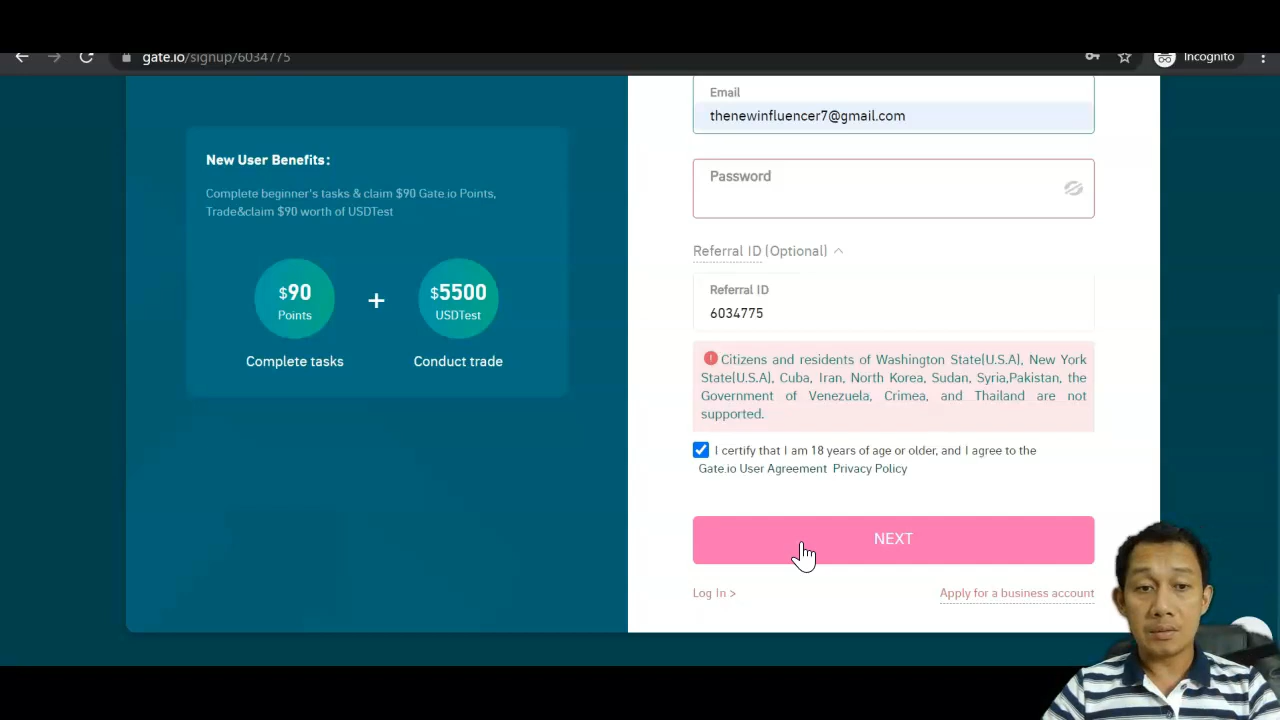 gate.io/signup/6034775
Incognito
New User Benefits:
Complete beginner's tasks & claim $90 Gate.io Points,
Trade&claim $90 worth of USDTest
$90
Points
+
$5500
USDTest
Complete tasks
Conduct trade
Email
thenewinfluencer7@gmail.com
Password
Referral ID (Optional)
Referral ID
6034775
Citizens and residents of Washington State(U.S.A), New York
State(U.S.A), Cuba, Iran, North Korea, Sudan, Syria,Pakistan, the
Government of Venezuela, Crimea, and Thailand are not
supported.
I certify that I am 18 years of age or older, and I agree to the
Gate.io User Agreement Privacy Policy
NEXT
Log In >
Apply for a business account